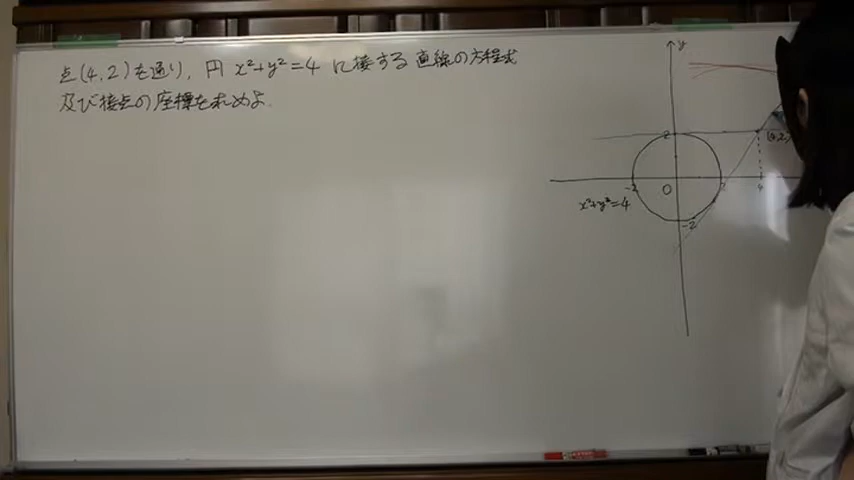 点(4,2)を通り, 円 x²+y²=4 に接する直線の方程式
及び接点の座標を求めよ.
y
2
(4,2)
-2 O 2 4
x²+y²=4
-2